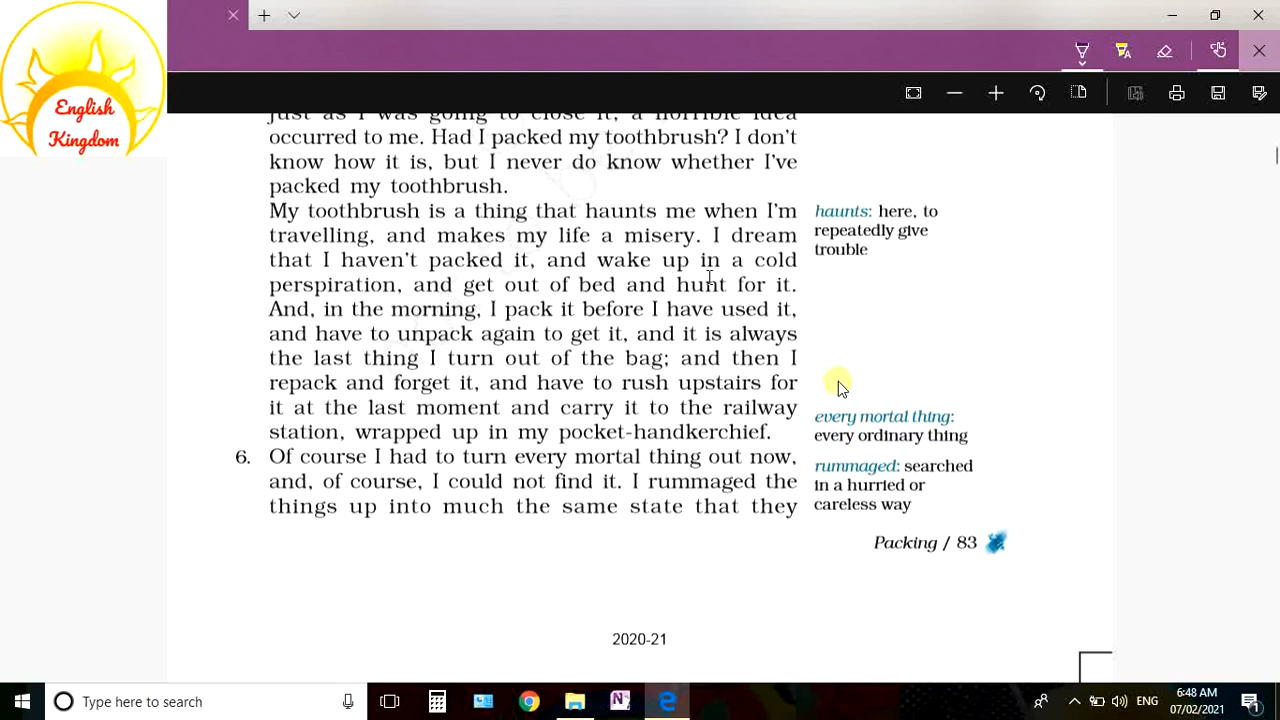 English
Kingdom
just as I was going to close it, a horrible idea
occurred to me. Had I packed my toothbrush? I don't
know how it is, but I never do know whether I've
packed my toothbrush.
My toothbrush is a thing that haunts me when I'm
travelling, and makes my life a misery. I dream
that I haven't packed it, and wake up in a cold
perspiration, and get out of bed and hunt for it.
And, in the morning, I pack it before I have used it,
and have to unpack again to get it, and it is always
the last thing I turn out of the bag; and then I
repack and forget it, and have to rush upstairs for
it at the last moment and carry it to the railway
station, wrapped up in my pocket-handkerchief.
6. Of course I had to turn every mortal thing out now,
and, of course, I could not find it. I rummaged the
things up into much the same state that they
haunts: here, to
repeatedly give
trouble
every mortal thing:
every ordinary thing
rummaged: searched
in a hurried or
careless way
Packing / 83
2020-21
Type here to search
ENG
6:48 AM
07/02/2021